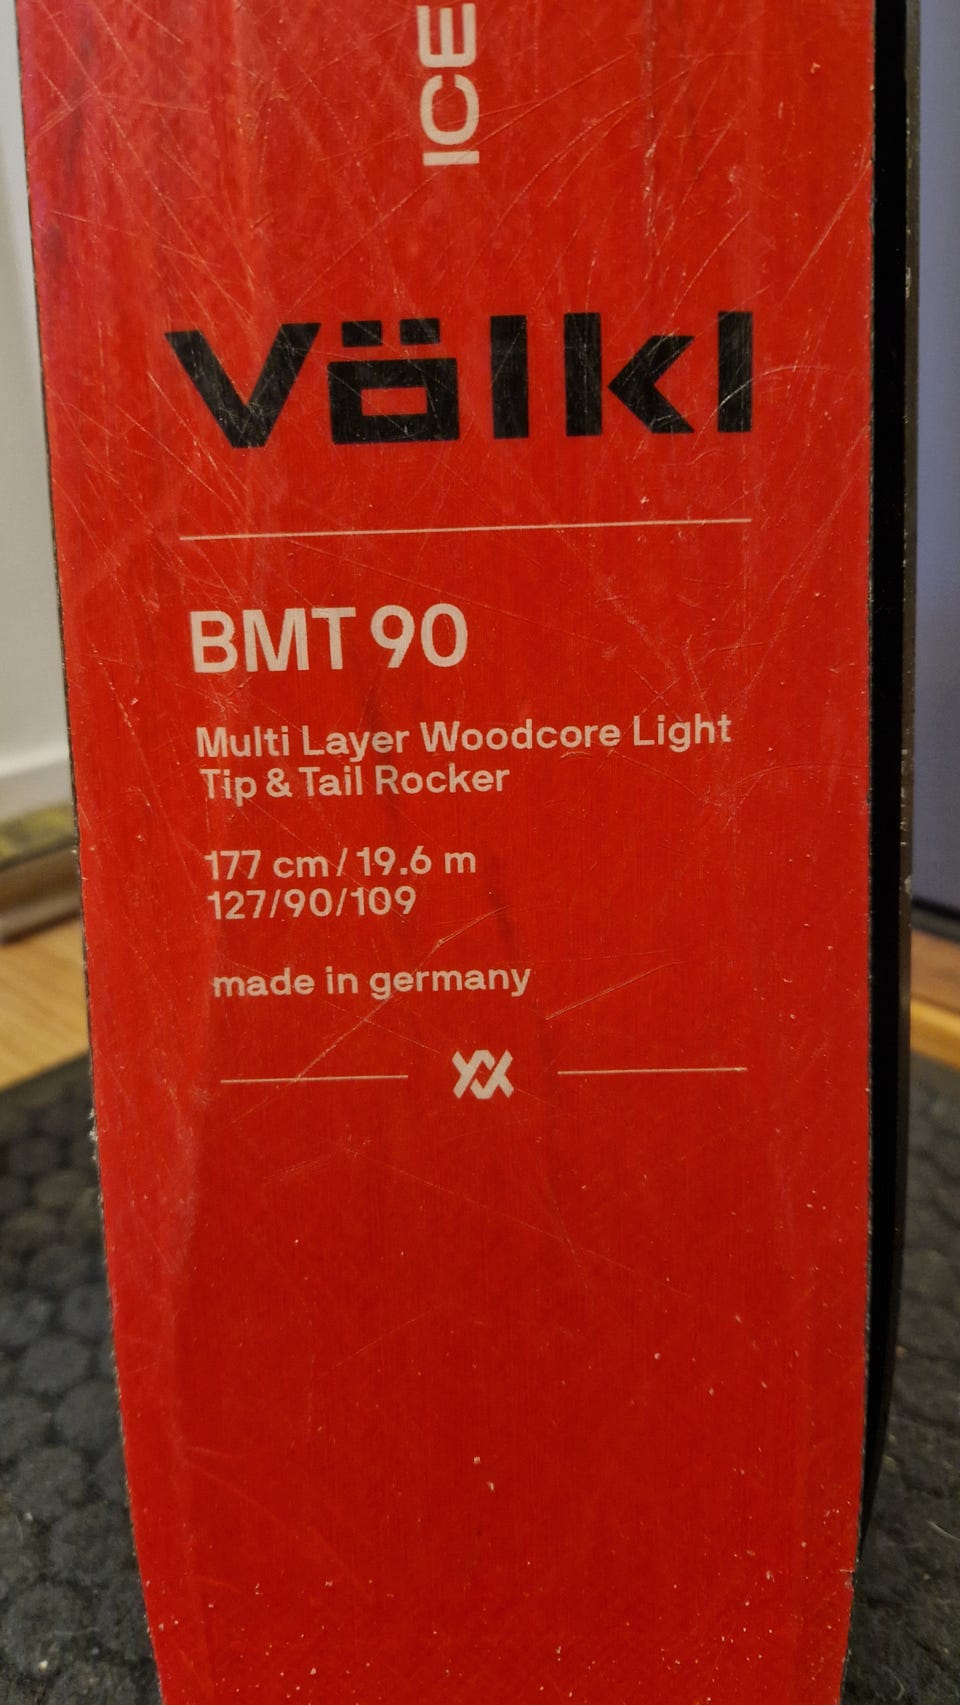 ICE
Völkl
BMT 90
Multi Layer Woodcore Light
Tip & Tail Rocker
177 cm / 19.6 m
127/90/109
made in germany